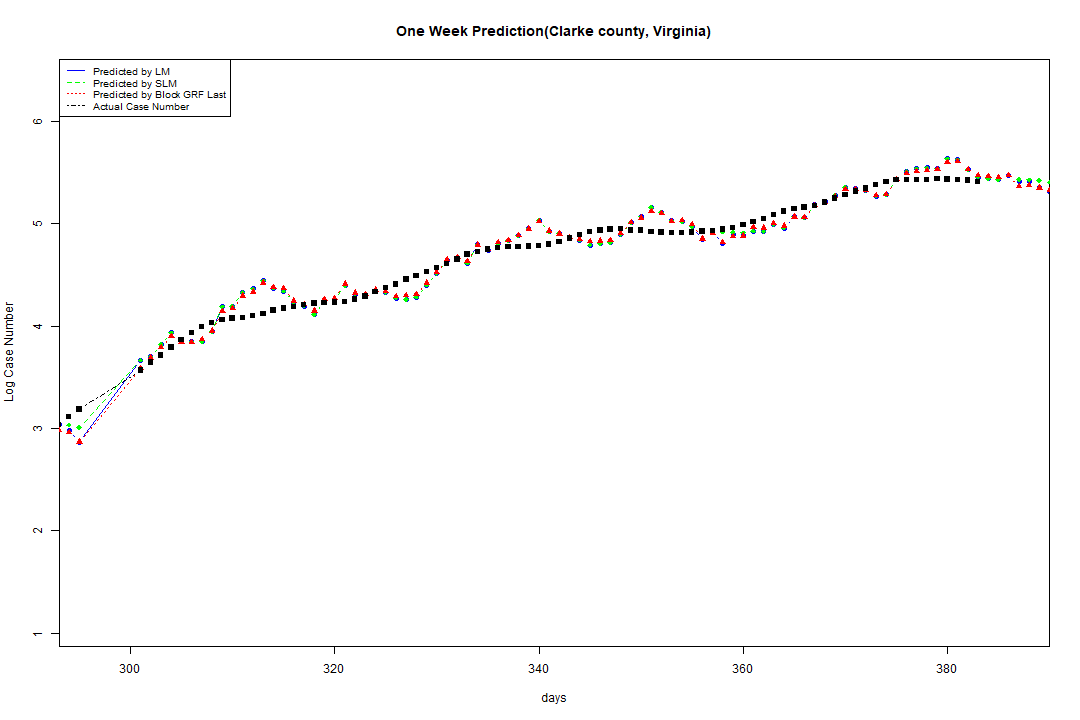 One Week Prediction(Clarke county, Virginia)
Predicted by LM
Predicted by SLM
Predicted by Block GRF Last
Actual Case Number
6
5
4
3
2
1
Log Case Number
300 320 340 360 380
days